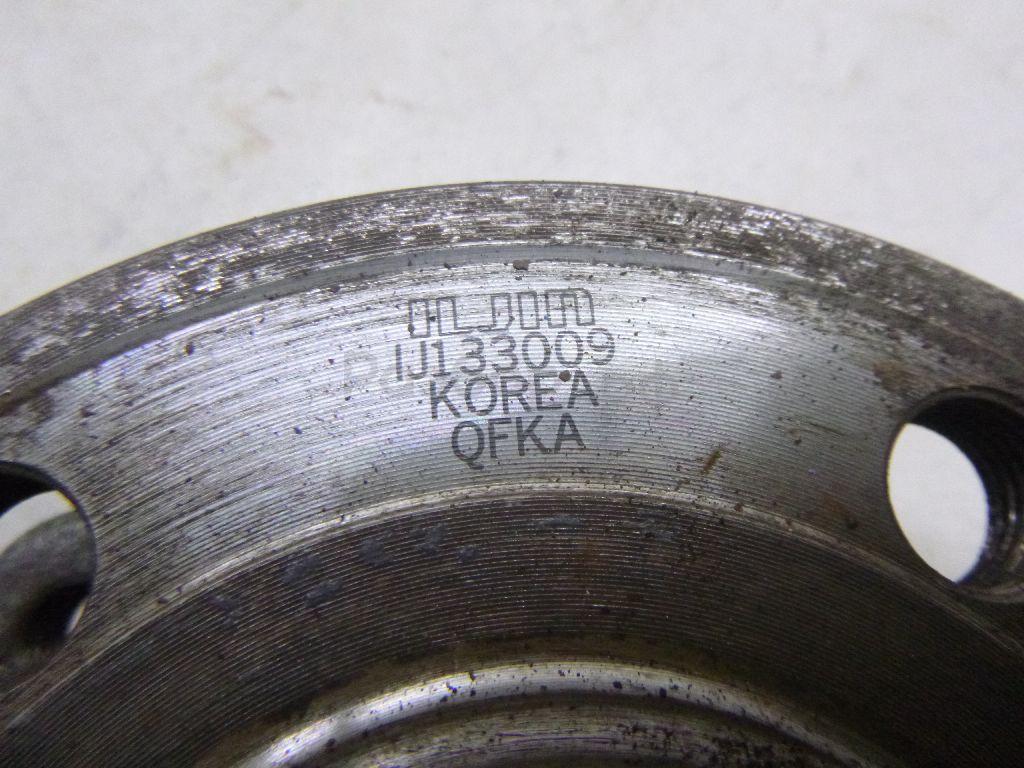 ILJIN
IJ133009
KOREA
QFKA